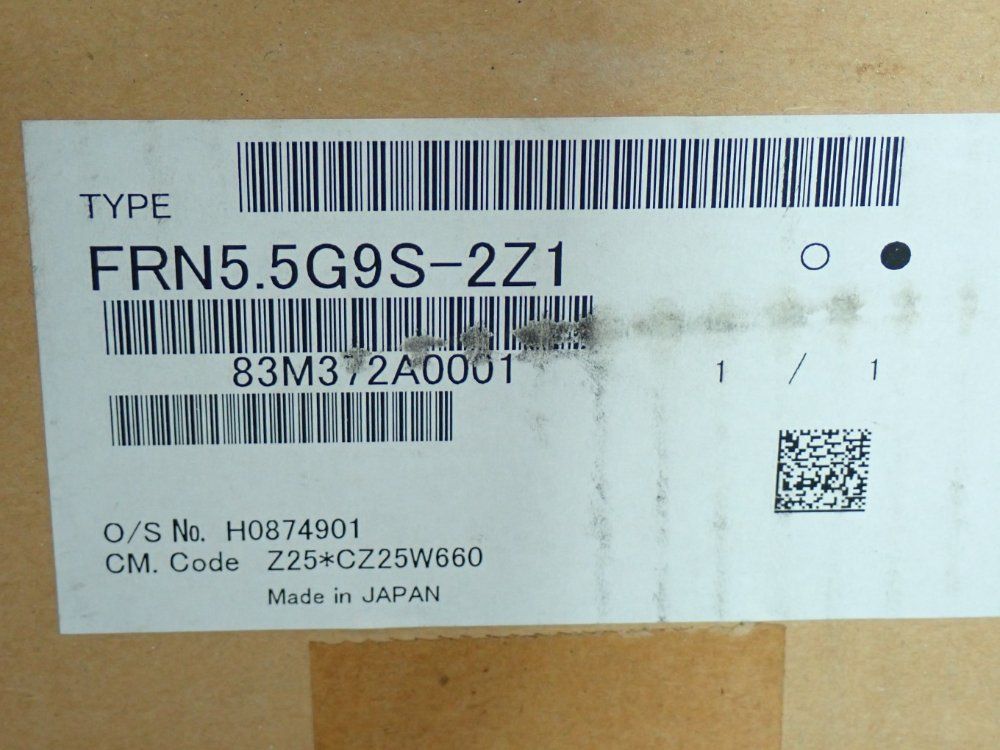 TYPE
FRN5.5G9S-2Z1
83M372A0001 1 / 1
O/S No. H0874901
CM. Code Z25*CZ25W660
Made in JAPAN